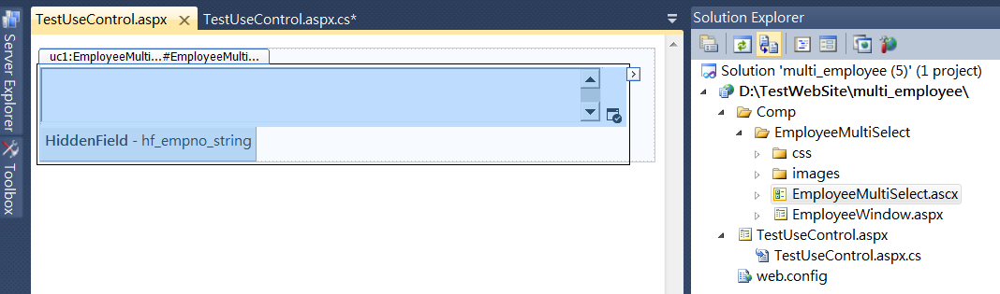 Server Explorer
Toolbox
TestUseControl.aspx
TestUseControl.aspx.cs*
uc1:EmployeeMulti...#EmployeeMulti...
HiddenField - hf_empno_string
Solution Explorer
Solution 'multi_employee (5)' (1 project)
D:\TestWebSite\multi_employee\
Comp
EmployeeMultiSelect
css
images
EmployeeMultiSelect.ascx
EmployeeWindow.aspx
TestUseControl.aspx
TestUseControl.aspx.cs
web.config